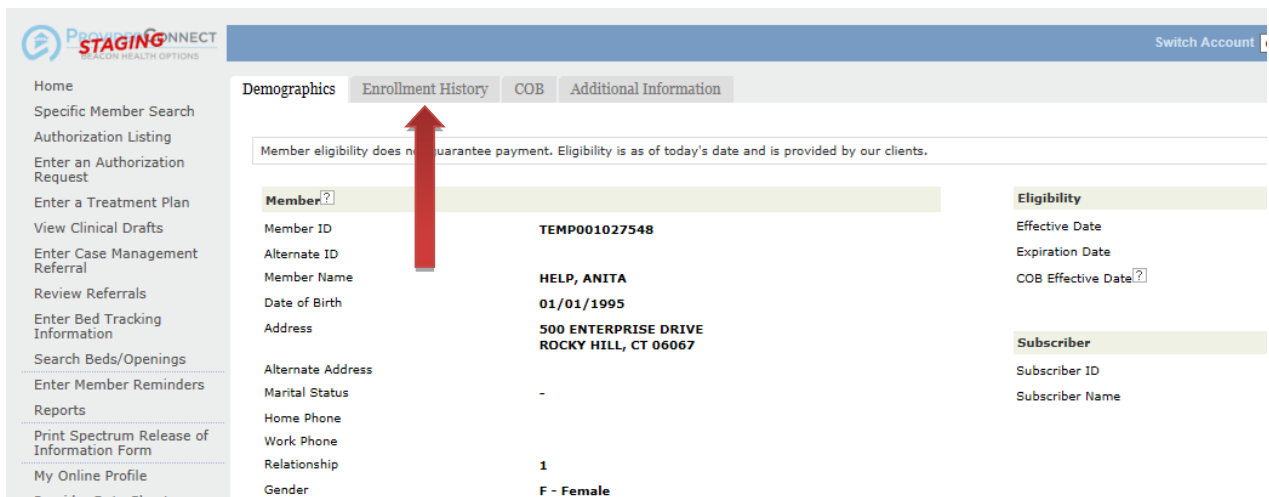 STAGING
BEACON HEALTH OPTIONS
Switch Account
Home
Specific Member Search
Authorization Listing
Enter an Authorization
Request
Enter a Treatment Plan
View Clinical Drafts
Enter Case Management
Referral
Review Referrals
Enter Bed Tracking
Information
Search Beds/Openings
Enter Member Reminders
Reports
Print Spectrum Release of
Information Form
My Online Profile
Demographics Enrollment History COB Additional Information
Member eligibility does guarantee payment. Eligibility is as of today's date and is provided by our clients.
Member ?
Member ID TEMP001027548
Alternate ID
Member Name HELP, ANITA
Date of Birth 01/01/1995
Address 500 ENTERPRISE DRIVE
ROCKY HILL, CT 06067
Alternate Address
Marital Status -
Home Phone
Work Phone
Relationship 1
Gender F - Female
Eligibility
Effective Date
Expiration Date
COB Effective Date ?
Subscriber
Subscriber ID
Subscriber Name